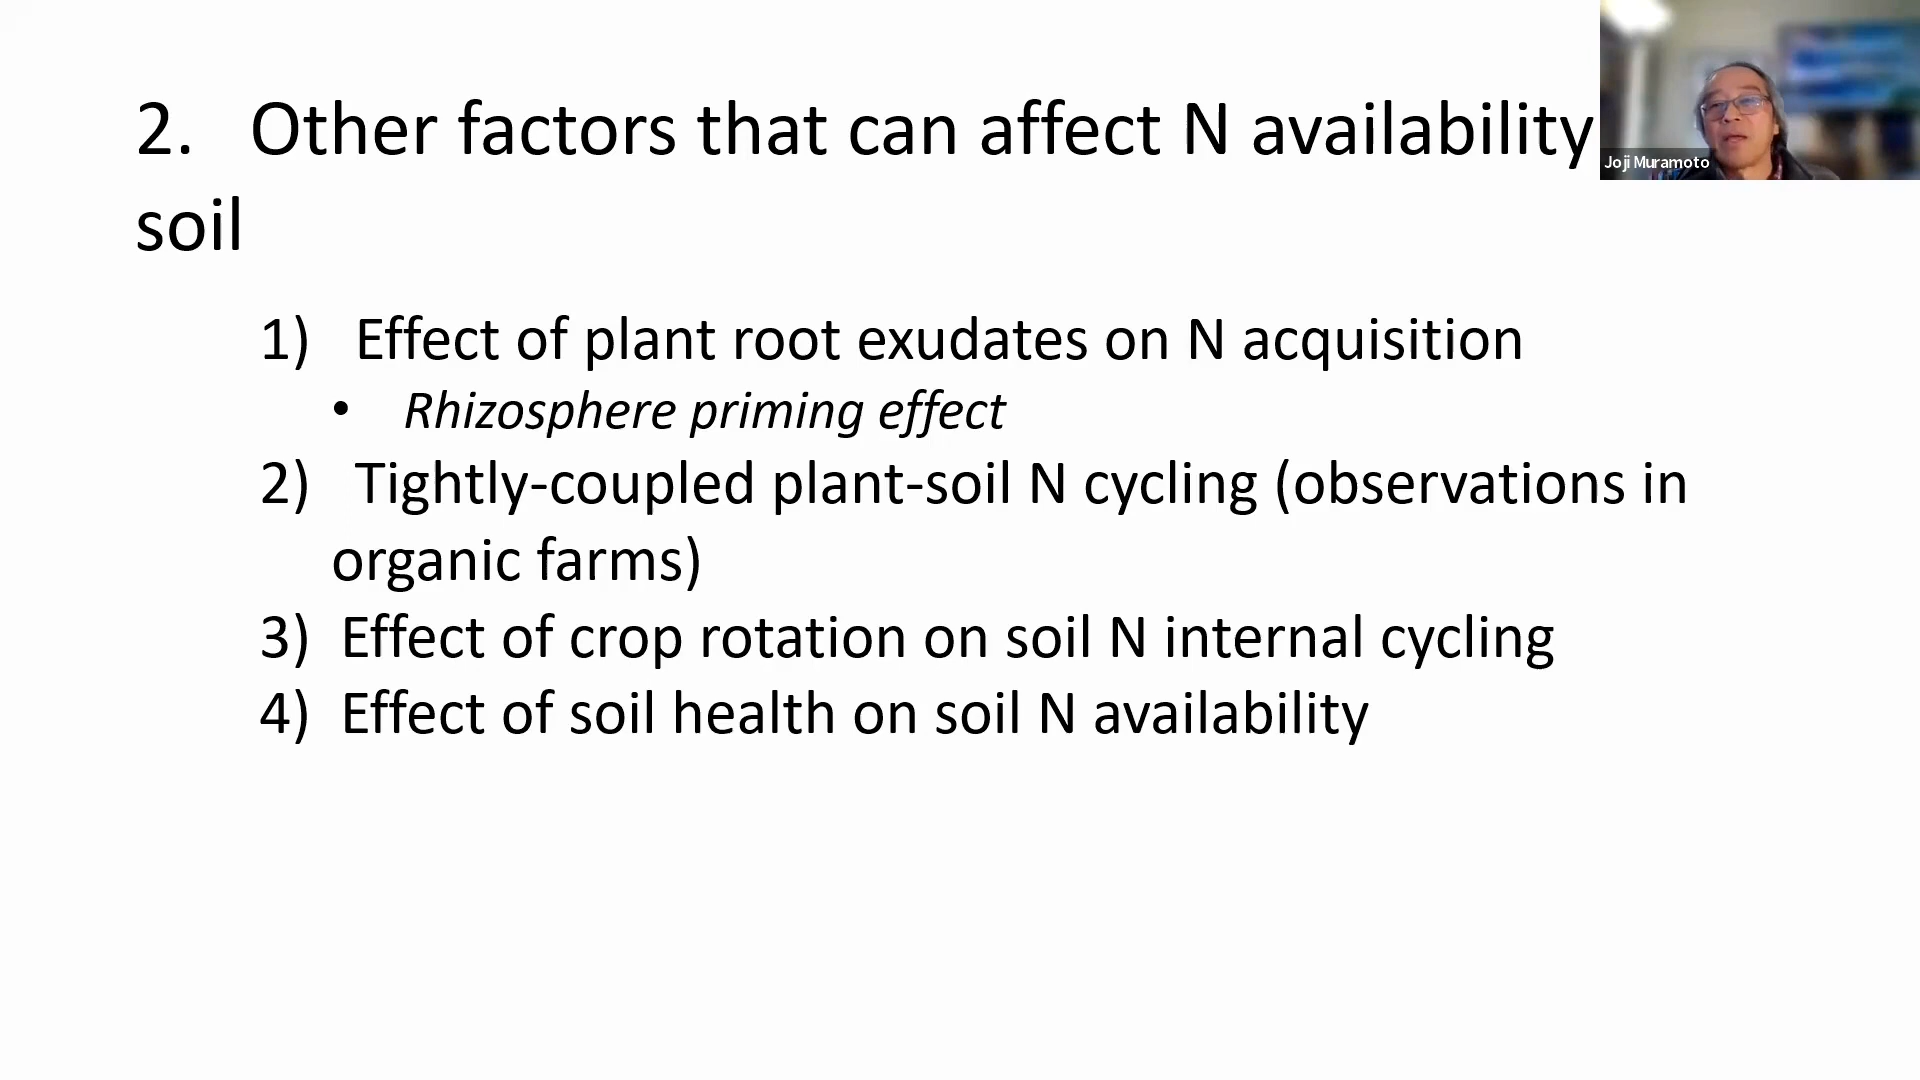 2. Other factors that can affect N availability
soil
1) Effect of plant root exudates on N acquisition
• Rhizosphere priming effect
2) Tightly-coupled plant-soil N cycling (observations in
organic farms)
3) Effect of crop rotation on soil N internal cycling
4) Effect of soil health on soil N availability
Joji Muramoto